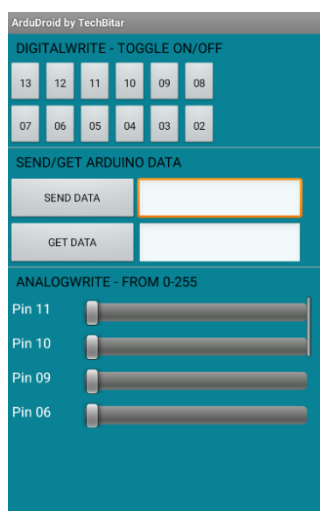 ArduDroid by TechBitar
DIGITALWRITE - TOGGLE ON/OFF
13 12 11 10 09 08
07 06 05 04 03 02
SEND/GET ARDUINO DATA
SEND DATA
GET DATA
ANALOGWRITE - FROM 0-255
Pin 11
Pin 10
Pin 09
Pin 06